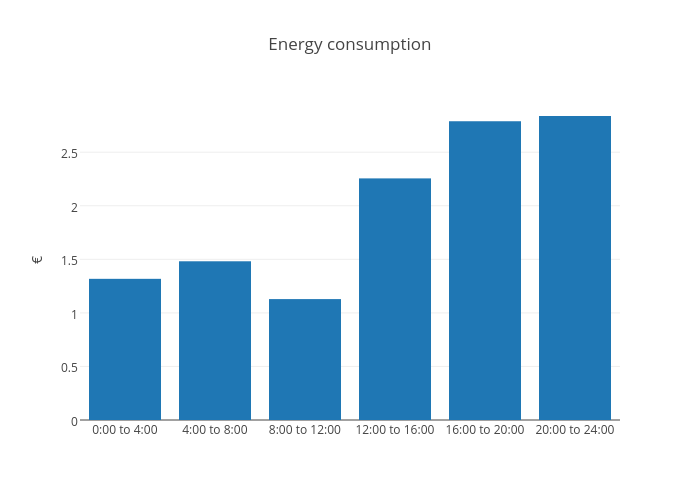 Energy consumption
2.5
2
1.5
1
0.5
0
€
0:00 to 4:00
4:00 to 8:00
8:00 to 12:00
12:00 to 16:00
16:00 to 20:00
20:00 to 24:00